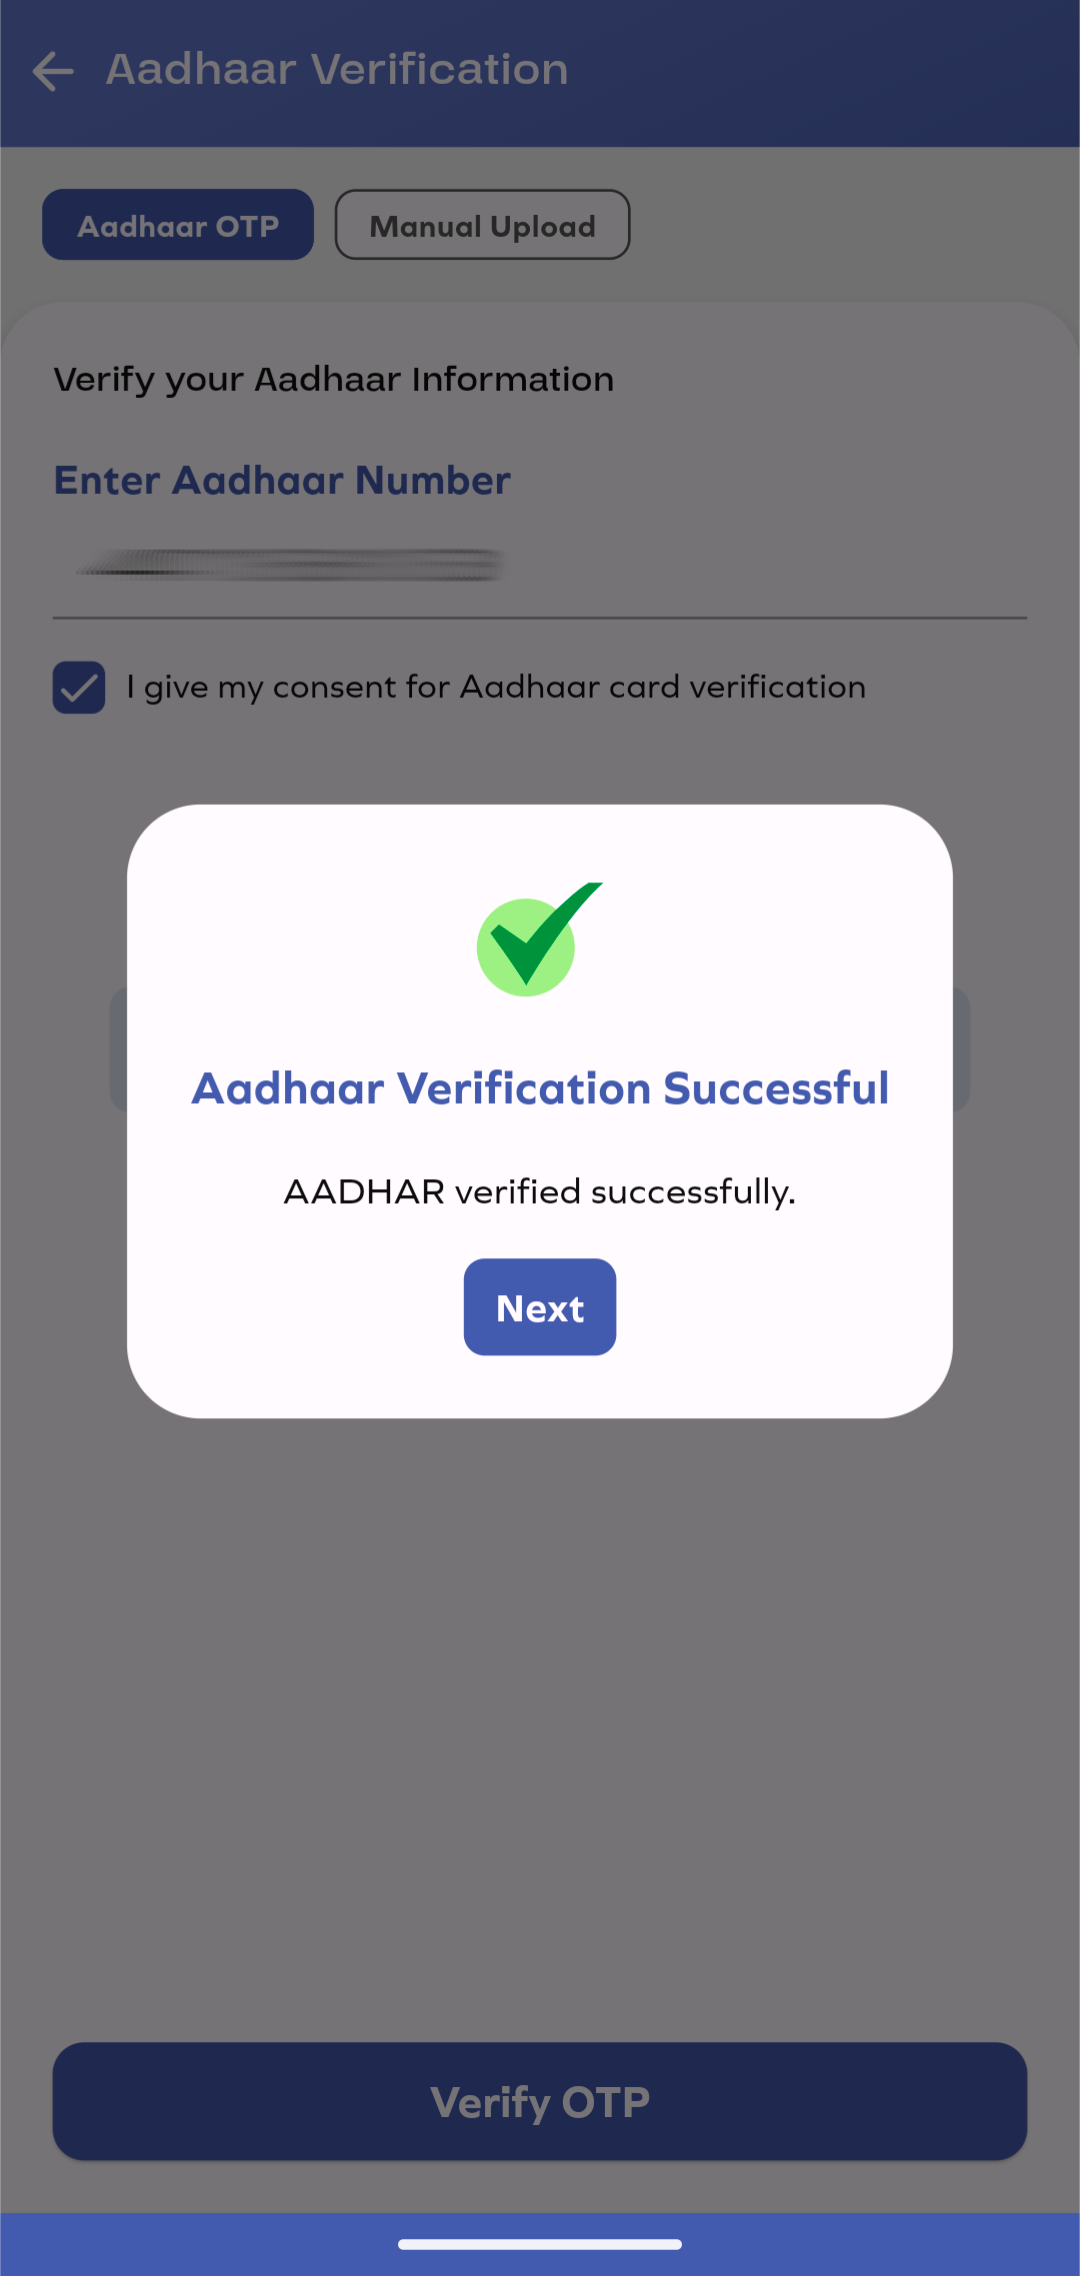 Aadhaar Verification
Aadhaar OTP
Manual Upload
Verify your Aadhaar Information
Enter Aadhaar Number
I give my consent for Aadhaar card verification
Aadhaar Verification Successful
AADHAR verified successfully.
Next
Verify OTP